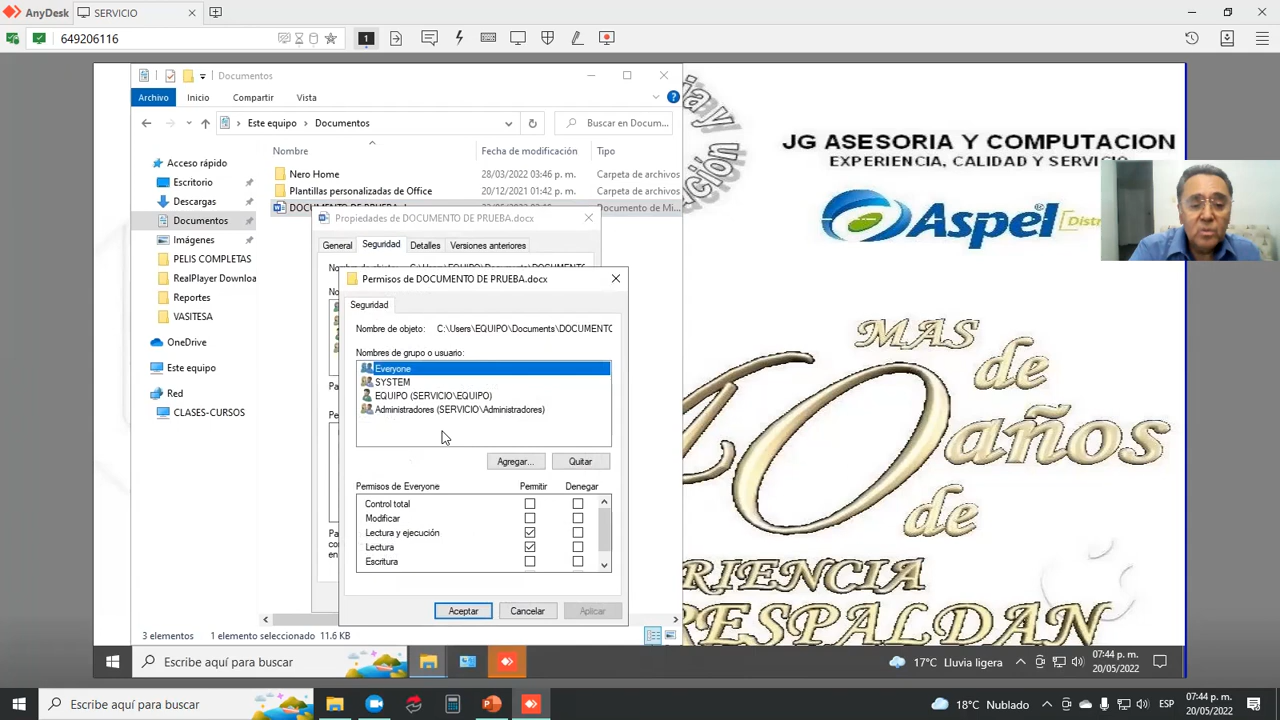 AnyDesk
SERVICIO
649206116
1
Documentos
Archivo
Inicio
Compartir
Vista
Este equipo
Documentos
Buscar en Docum...
Nombre
Fecha de modificación
Tipo
Acceso rápido
Escritorio
Descargas
Documentos
Imágenes
PELIS COMPLETAS
RealPlayer Downloa
Reportes
VASITESA
OneDrive
Este equipo
Red
CLASES-CURSOS
Nero Home
28/03/2022 03:46 p. m.
Carpeta de archivos
Plantillas personalizadas de Office
20/12/2021 01:42 p. m.
Carpeta de archivos
DOCUMENTO DE PRUEBA
Documento de Mi...
Propiedades de DOCUMENTO DE PRUEBA.docx
General
Seguridad
Detalles
Versiones anteriores
Permisos de DOCUMENTO DE PRUEBA.docx
Seguridad
Nombre de objeto:
C:\Users\EQUIPO\Documents\DOCUMENTO
Nombres de grupo o usuario:
Everyone
SYSTEM
EQUIPO (SERVICIO\EQUIPO)
Administradores (SERVICIO\Administradores)
Agregar...
Quitar
Permisos de Everyone
Permitir
Denegar
Control total
Modificar
Lectura y ejecución
Lectura
Escritura
Aceptar
Cancelar
Aplicar
3 elementos
1 elemento seleccionado 11.6 KB
JG ASESORIA Y COMPUTACION
EXPERIENCIA, CALIDAD Y SERVICIO
Aspel
MAS
de
40 años
de
RIENCIA
RESPALDAN
Escribe aquí para buscar
17°C Lluvia ligera
07:44 p. m.
20/05/2022
Escribe aquí para buscar
18°C Nublado
ESP
07:44 p. m.
20/05/2022